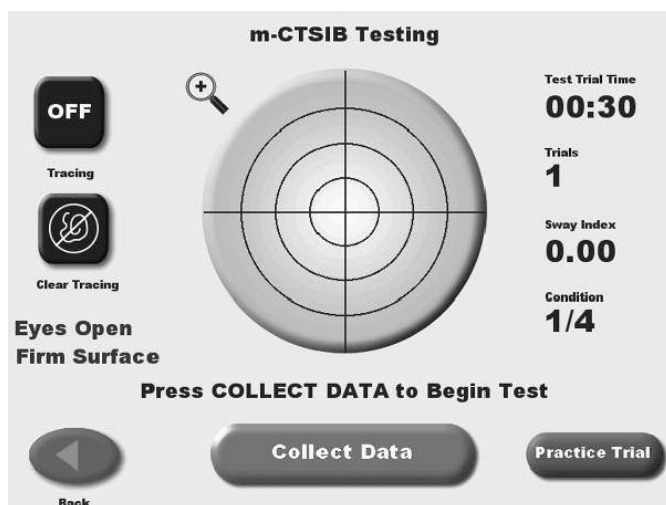 m-CTSIB Testing
OFF
Tracing
Clear Tracing
Eyes Open
Firm Surface
Test Trial Time
00:30
Trials
1
Sway Index
0.00
Condition
1/4
Press COLLECT DATA to Begin Test
Back
Collect Data
Practice Trial